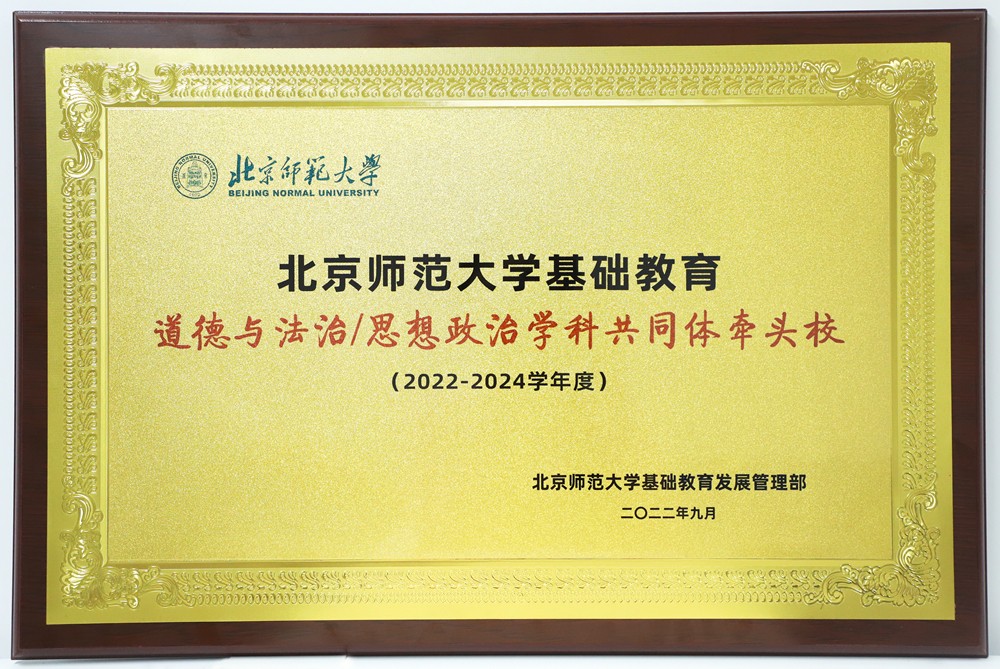 北京师范大学
BEIJING NORMAL UNIVERSITY
北京师范大学基础教育
道德与法治/思想政治学科共同体牵头校
（2022-2024学年度）
北京师范大学基础教育发展管理部
二〇二二年九月